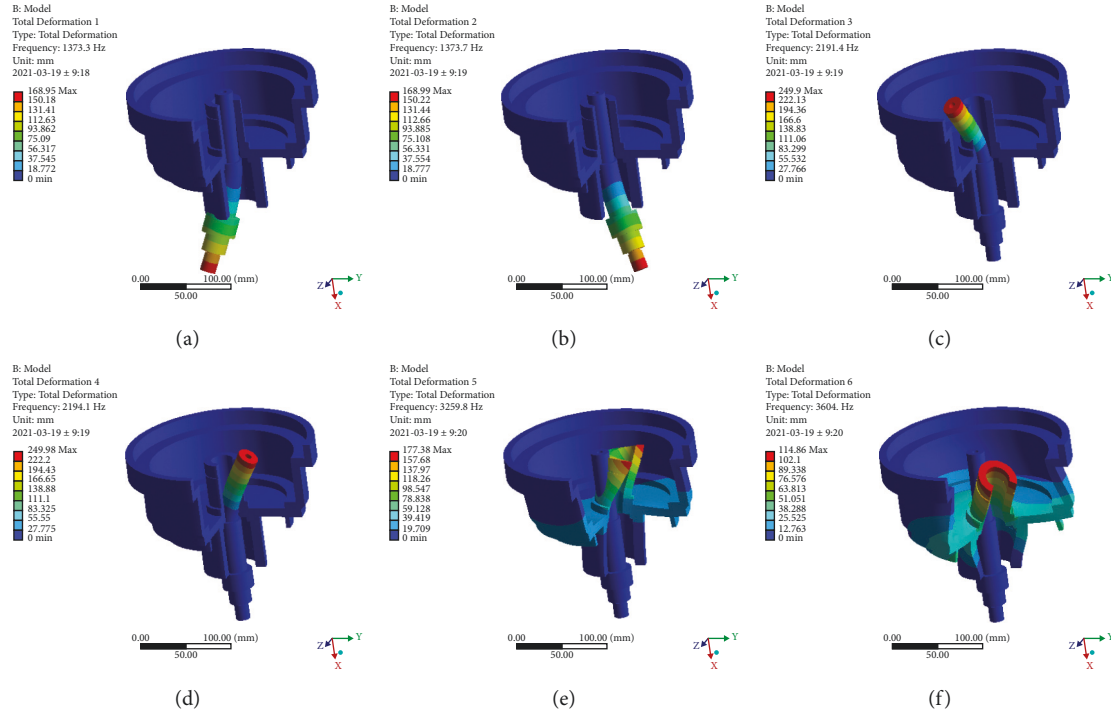 B: Model
Total Deformation 1
Type: Total Deformation
Frequency: 1373.3 Hz
Unit: mm
2021-03-19 ± 9:18
168.95 Max
150.18
131.41
112.63
93.862
75.09
56.317
37.545
18.772
0 min
0.00
100.00 (mm)
50.00
Z
Y
X
(a)
B: Model
Total Deformation 2
Type: Total Deformation
Frequency: 1373.7 Hz
Unit: mm
2021-03-19 ± 9:19
168.99 Max
150.22
131.44
112.66
93.885
75.108
56.331
37.554
18.777
0 min
0.00
100.00 (mm)
50.00
Z
Y
X
(b)
B: Model
Total Deformation 3
Type: Total Deformation
Frequency: 2191.4 Hz
Unit: mm
2021-03-19 ± 9:19
249.9 Max
222.13
194.36
166.6
138.83
111.06
83.299
55.532
27.766
0 min
0.00
100.00 (mm)
50.00
Z
Y
X
(c)
B: Model
Total Deformation 4
Type: Total Deformation
Frequency: 2194.1 Hz
Unit: mm
2021-03-19 ± 9:19
249.98 Max
222.2
194.43
166.65
138.88
111.1
83.325
55.55
27.775
0 min
0.00
100.00 (mm)
50.00
Z
Y
X
(d)
B: Model
Total Deformation 5
Type: Total Deformation
Frequency: 3259.8 Hz
Unit: mm
2021-03-19 ± 9:20
177.38 Max
157.68
137.97
118.26
98.547
78.838
59.128
39.419
19.709
0 min
0.00
100.00 (mm)
50.00
Z
Y
X
(e)
B: Model
Total Deformation 6
Type: Total Deformation
Frequency: 3604. Hz
Unit: mm
2021-03-19 ± 9:20
114.86 Max
102.1
89.338
76.576
63.813
51.051
38.288
25.525
12.763
0 min
0.00
100.00 (mm)
50.00
Z
Y
X
(f)